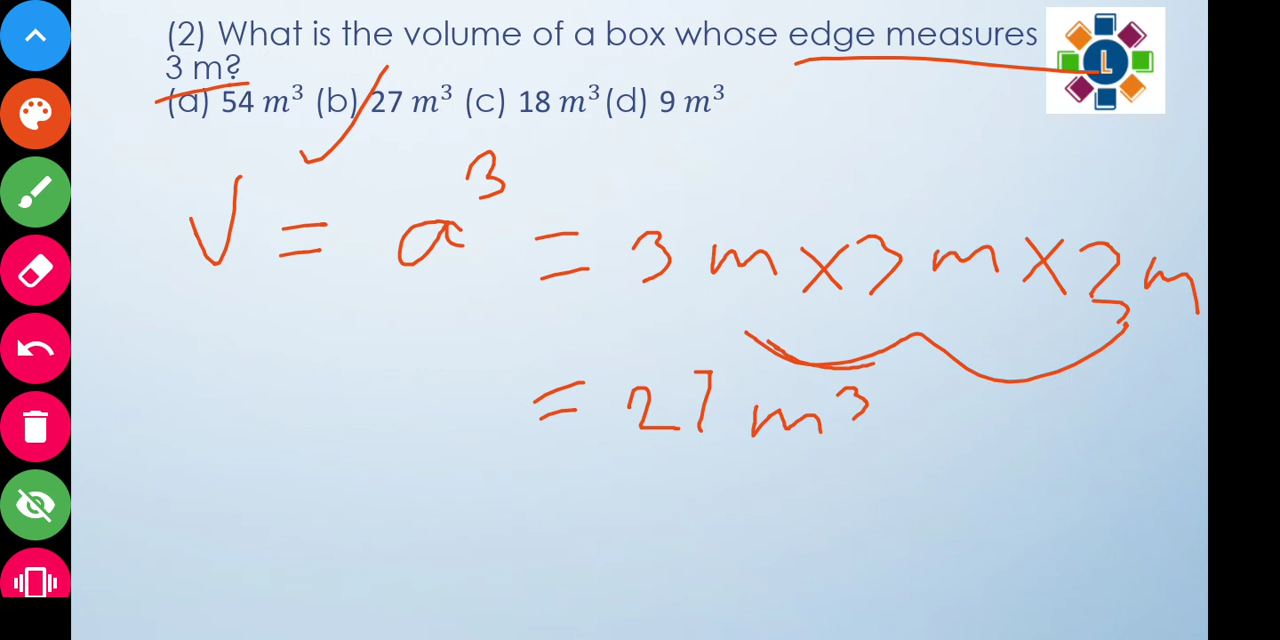 (2) What is the volume of a box whose edge measures
3 m?
(a) 54 m³ (b) 27 m³ (c) 18 m³ (d) 9 m³
L
V = a³ = 3 m × 3 m × 3 m
= 27 m³